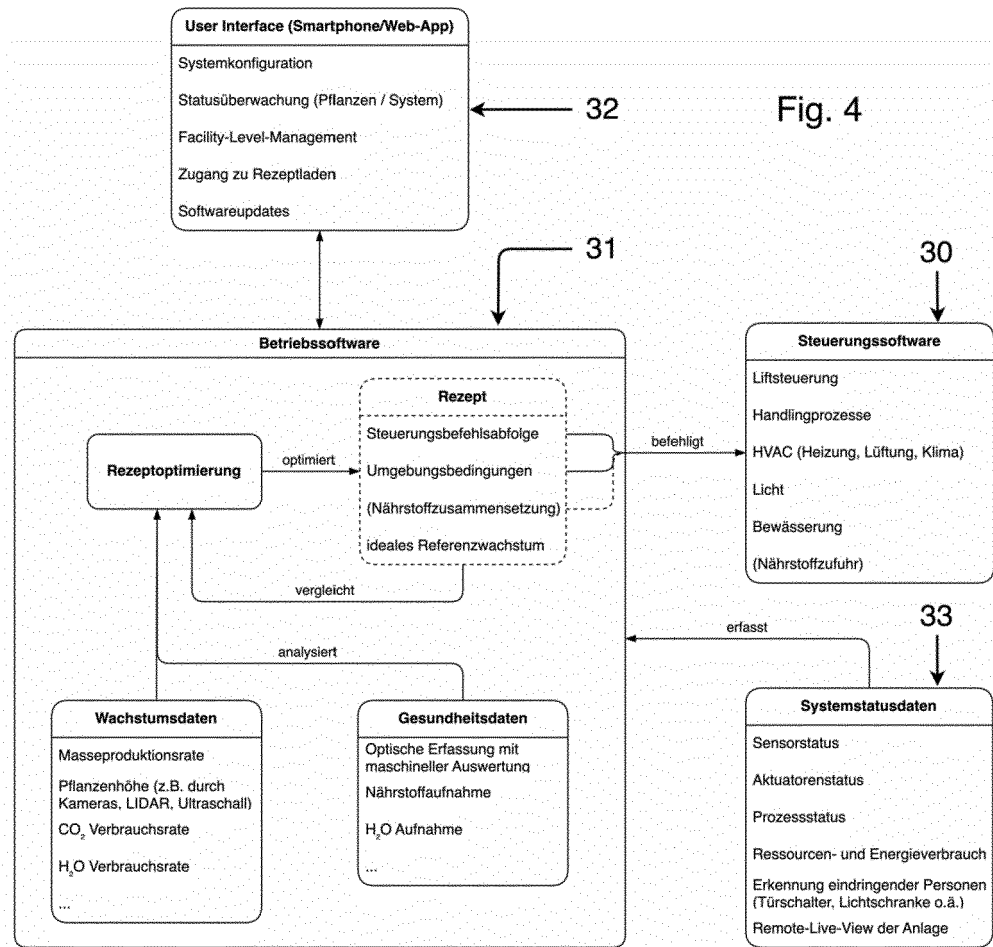 User Interface (Smartphone/Web-App)
Systemkonfiguration
Statusüberwachung (Pflanzen / System)
Facility-Level-Management
Zugang zu Rezeptladen
Softwareupdates
32
Fig. 4
31
30
Betriebssoftware
Rezeptoptimierung
optimiert
Rezept
Steuerungsbefehlsabfolge
Umgebungsbedingungen
(Nährstoffzusammensetzung)
ideales Referenzwachstum
befehligt
vergleicht
analysiert
Steuerungssoftware
Liftsteuerung
Handlingprozesse
HVAC (Heizung, Lüftung, Klima)
Licht
Bewässerung
(Nährstoffzufuhr)
erfasst
33
Wachstumsdaten
Masseproduktionsrate
Pflanzenhöhe (z.B. durch
Kameras, LIDAR, Ultraschall)
CO₂ Verbrauchsrate
H₂O Verbrauchsrate
...
Gesundheitsdaten
Optische Erfassung mit
maschineller Auswertung
Nährstoffaufnahme
H₂O Aufnahme
...
Systemstatusdaten
Sensorstatus
Aktuatorenstatus
Prozessstatus
Ressourcen- und Energieverbrauch
Erkennung eindringender Personen
(Türschalter, Lichtschranke o.ä.)
Remote-Live-View der Anlage